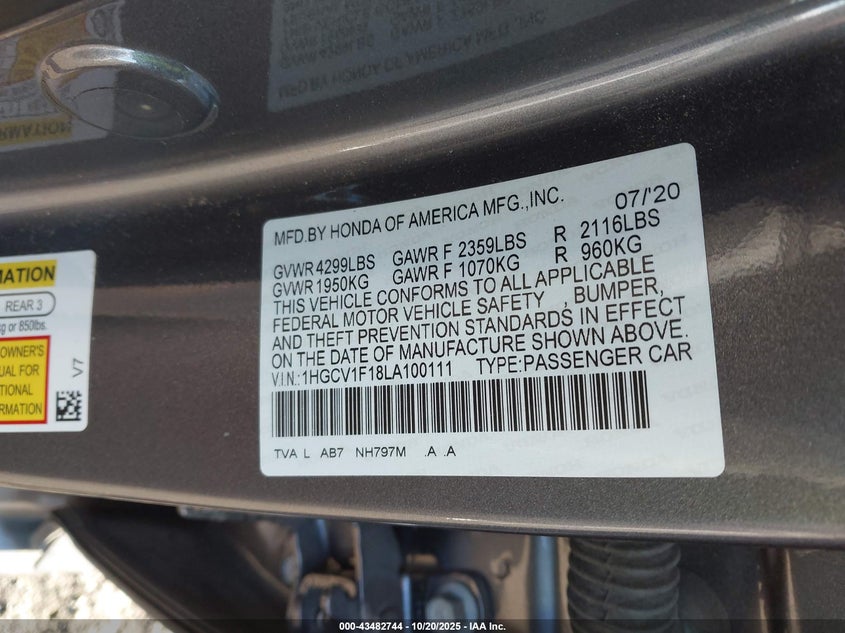 MFD.BY HONDA OF AMERICA MFG.,INC. 07/'20
GVWR 4299LBS GAWR F 2359LBS R 2116LBS
GVWR 1950KG GAWR F 1070KG R 960KG
THIS VEHICLE CONFORMS TO ALL APPLICABLE
FEDERAL MOTOR VEHICLE SAFETY , BUMPER,
AND THEFT PREVENTION STANDARDS IN EFFECT
ON THE DATE OF MANUFACTURE SHOWN ABOVE.
V.I.N.: 1HGCV1F18LA100111 TYPE:PASSENGER CAR
TVA L AB7 NH797M .A .A
MATION
REAR 3
or 850lbs.
OWNER'S
UAL FOR
TIONAL
RMATION
V7
000-43482744 | 10/20/2025 - IAA Inc.